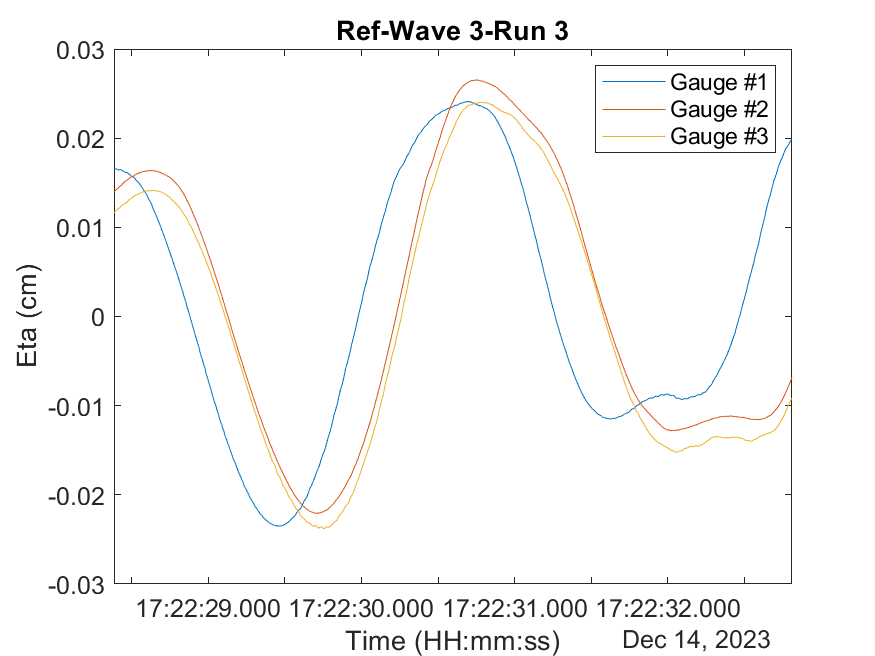 Ref-Wave 3-Run 3
0.03
0.02
0.01
0
-0.01
-0.02
-0.03
Eta (cm)
Gauge #1
Gauge #2
Gauge #3
17:22:29.000 17:22:30.000 17:22:31.000 17:22:32.000
Time (HH:mm:ss)
Dec 14, 2023